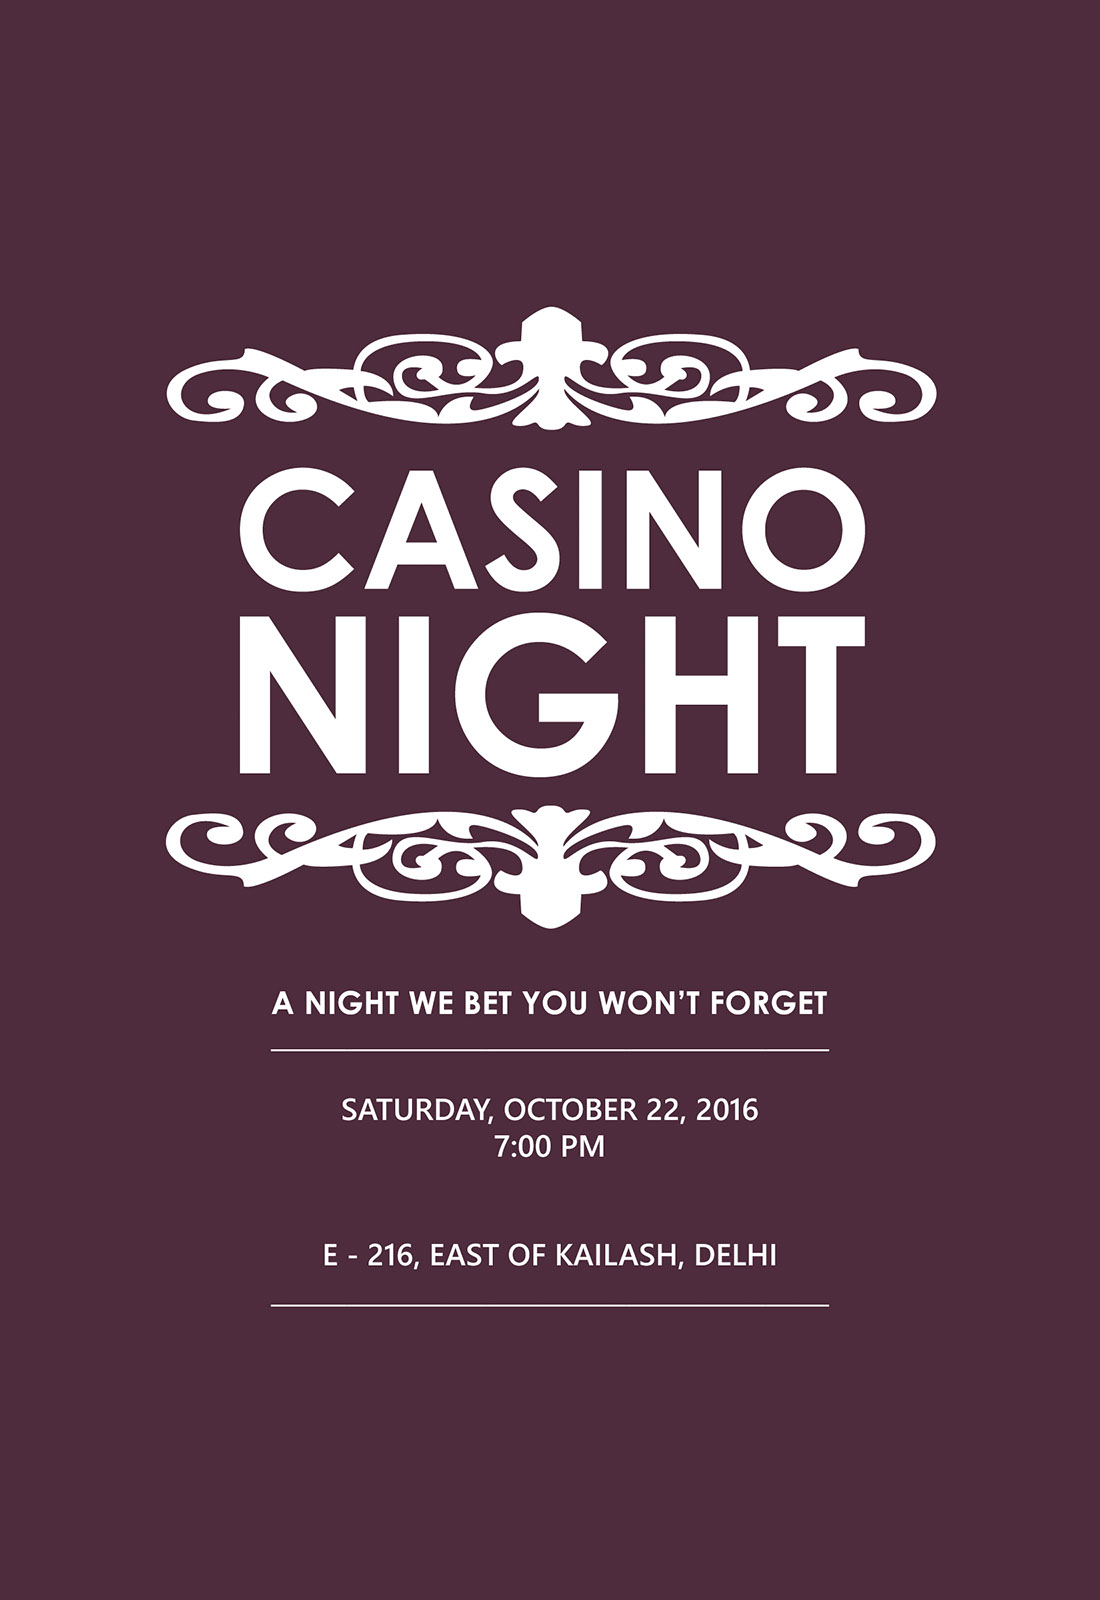 CASINO
NIGHT
A NIGHT WE BET YOU WON’T FORGET
SATURDAY, OCTOBER 22, 2016
7:00 PM
E - 216, EAST OF KAILASH, DELHI